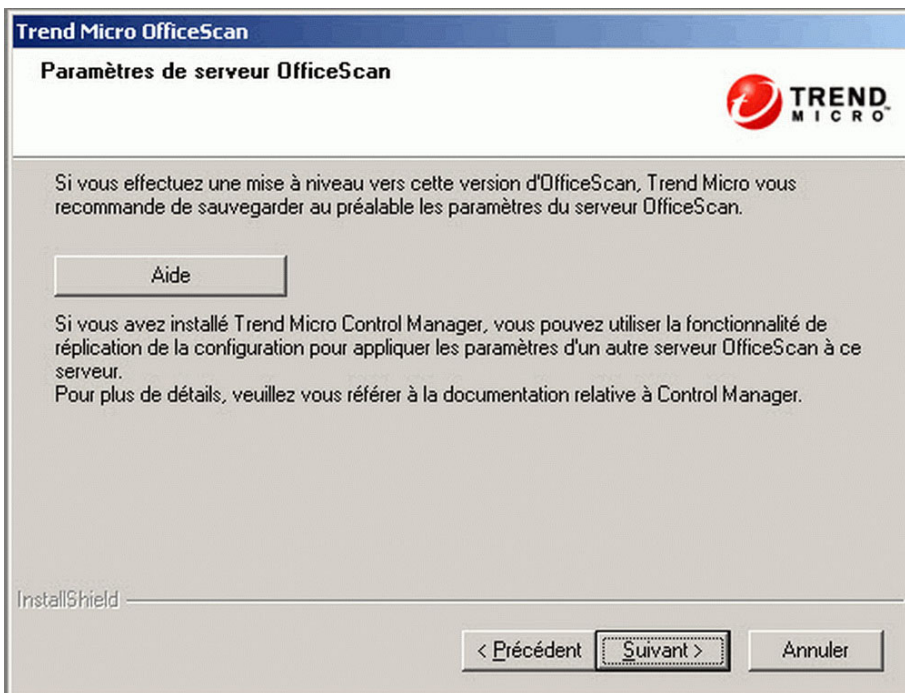 Trend Micro OfficeScan
Paramètres de serveur OfficeScan
TREND
MICRO™
Si vous effectuez une mise à niveau vers cette version d'OfficeScan, Trend Micro vous
recommande de sauvegarder au préalable les paramètres du serveur OfficeScan.
Aide
Si vous avez installé Trend Micro Control Manager, vous pouvez utiliser la fonctionnalité de
réplication de la configuration pour appliquer les paramètres d'un autre serveur OfficeScan à ce
serveur.
Pour plus de détails, veuillez vous référer à la documentation relative à Control Manager.
InstallShield
< Précédent
Suivant >
Annuler